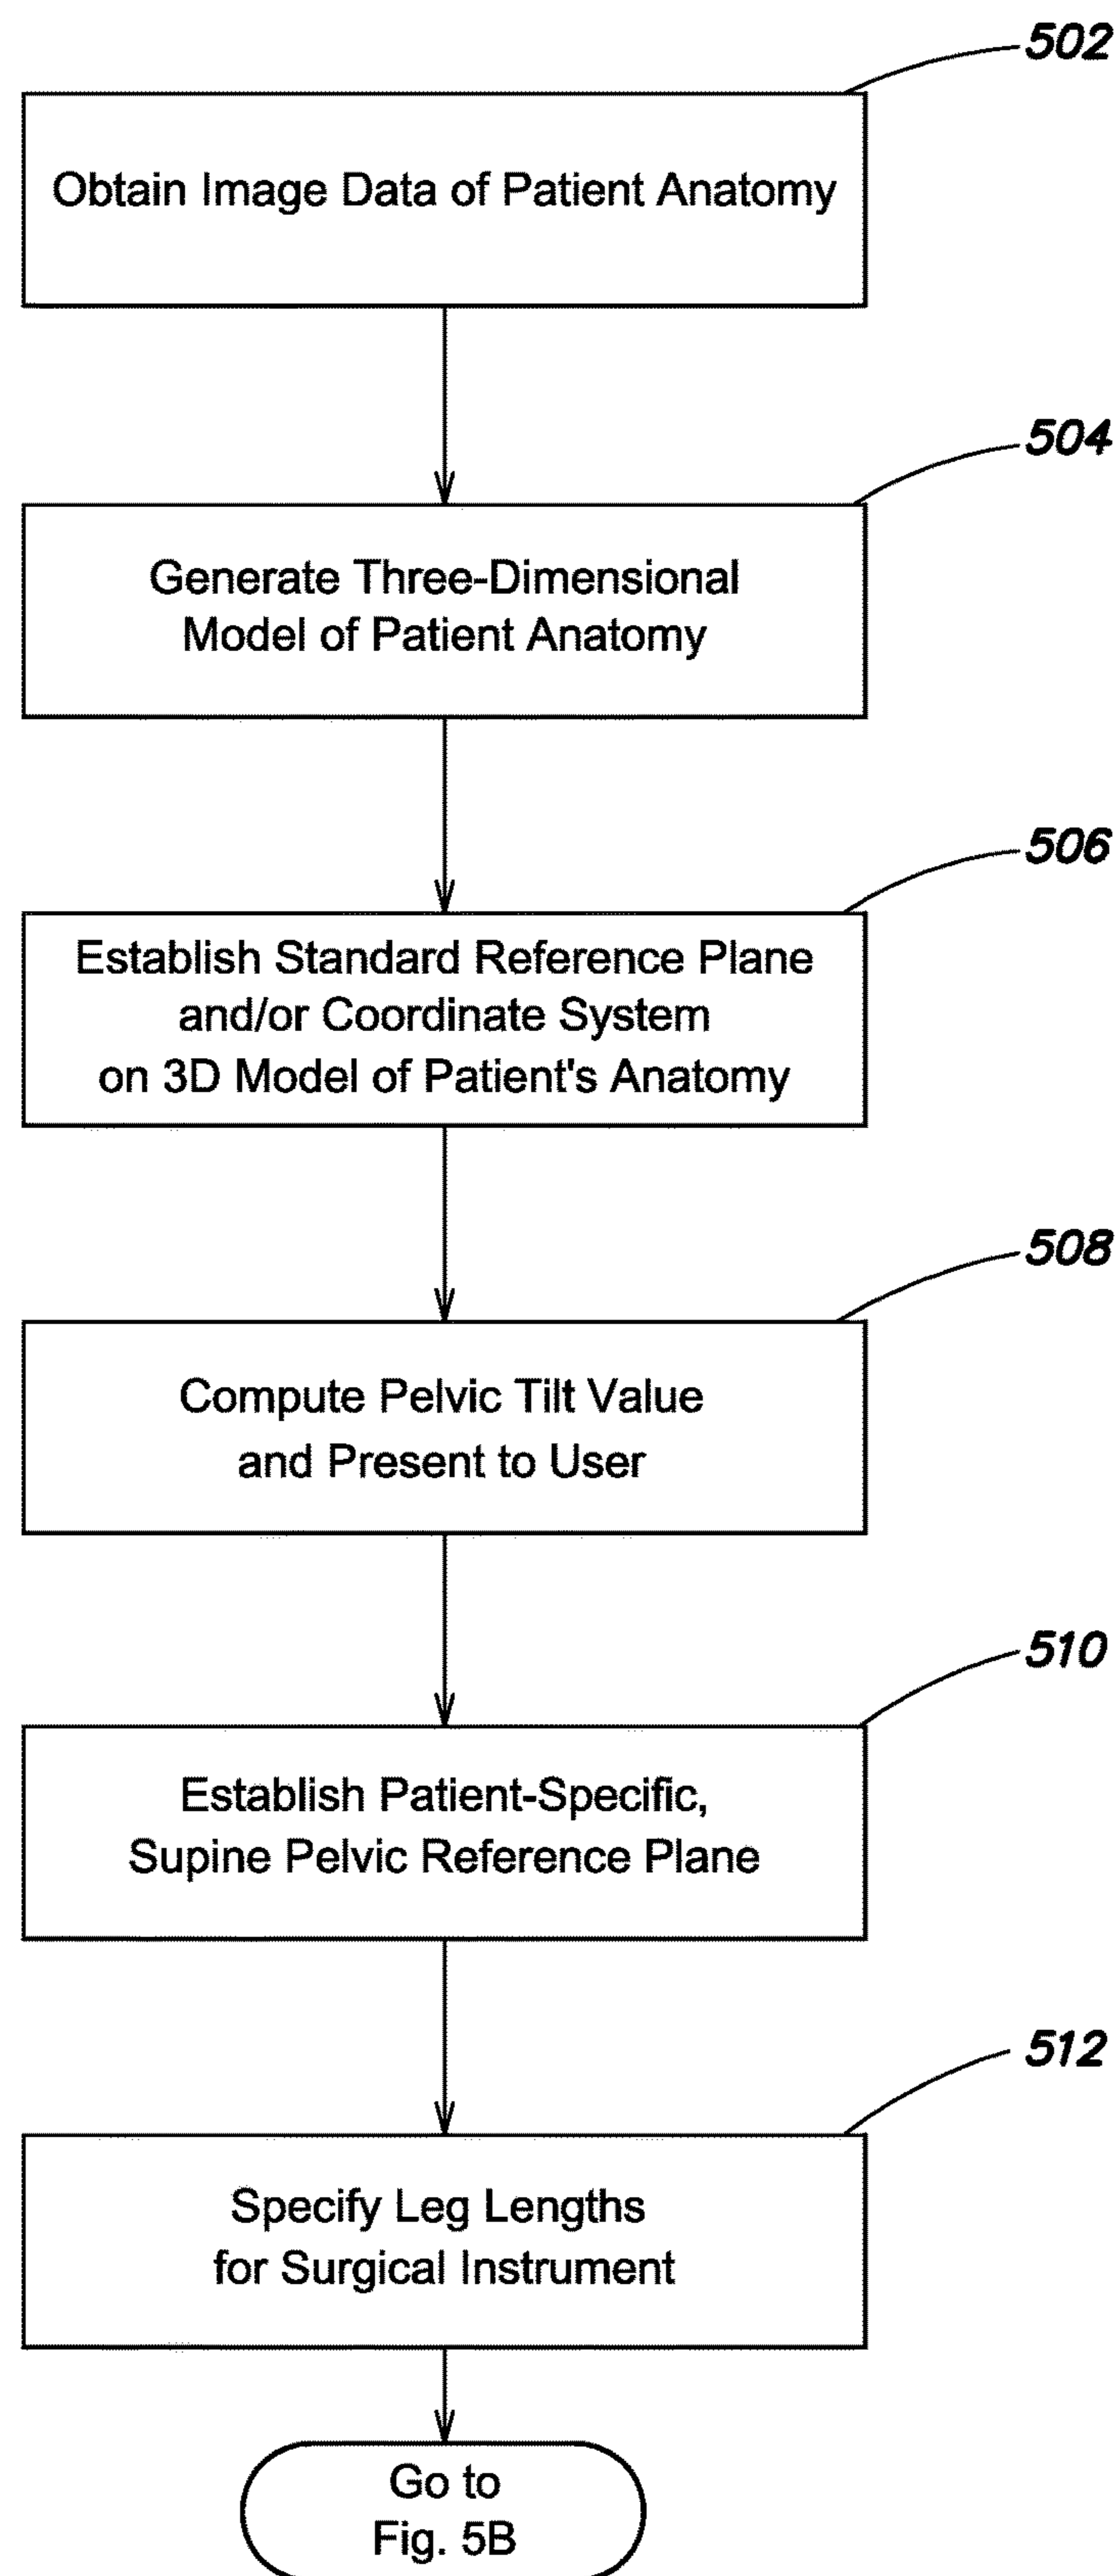 502
Obtain Image Data of Patient Anatomy
504
Generate Three-Dimensional
Model of Patient Anatomy
506
Establish Standard Reference Plane
and/or Coordinate System
on 3D Model of Patient's Anatomy
508
Compute Pelvic Tilt Value
and Present to User
510
Establish Patient-Specific,
Supine Pelvic Reference Plane
512
Specify Leg Lengths
for Surgical Instrument
Go to
Fig. 5B